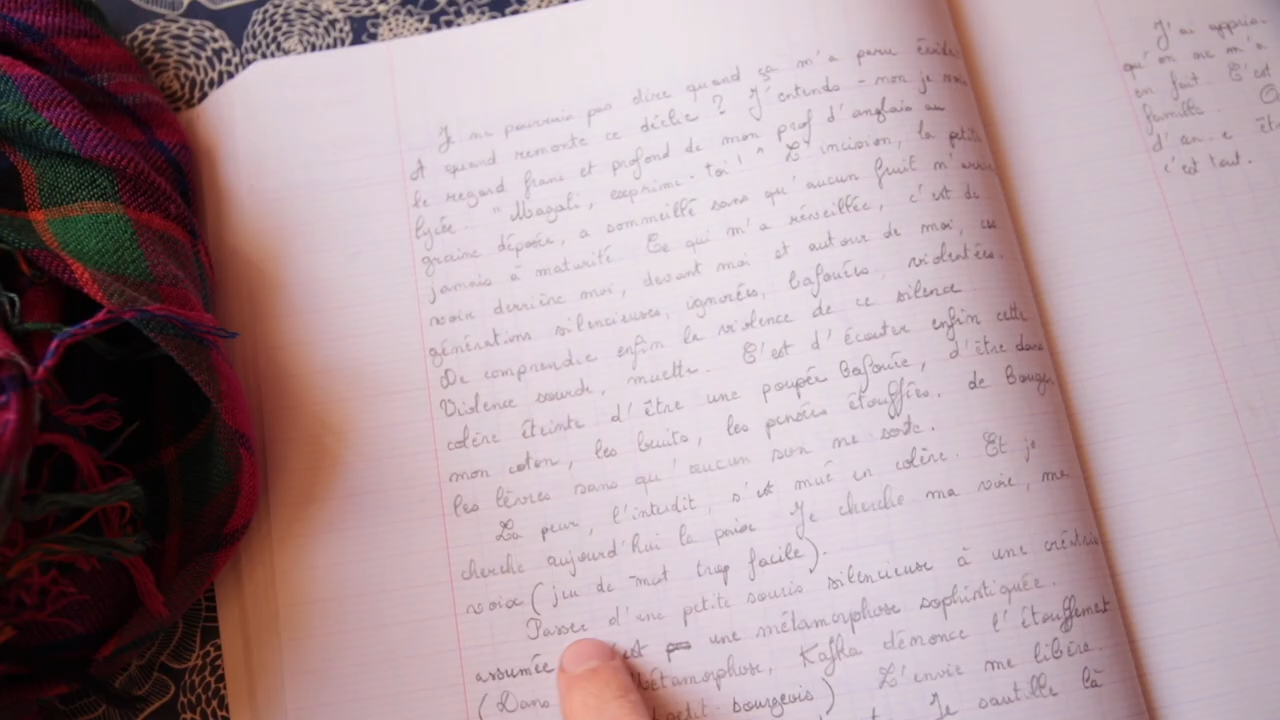 Je ne pourrais pas dire quand ça m'a paru évident.
A quand remonte ce déclic ? J'entends - non je vois
le regard franc et profond de mon prof d'anglais au
lycée. "Magali, exprime-toi !" L'incision, la petite
graine déposée, a sommeillé sans qu'aucun fruit n'arrive
jamais à maturité. Ce qui m'a réveillée, c'est de
voir derrière moi, devant moi et autour de moi, ces
générations silencieuses, ignorées, bafouées, violentées.
De comprendre enfin la violence de ce silence.
Violence sourde, muette. C'est d'écouter enfin cette
colère éteinte d'être une poupée bafouée, d'être dans
mon coton, les bruits, les pensées étouffées, de bouger
les lèvres sans qu'aucun son ne sorte.
La peur, l'interdit, s'est mué en colère. Et je
cherche aujourd'hui la paix. Je cherche ma voie, ma
voix (jeu de mot trop facile).
Passer d'une petite souris silencieuse à une créatrice
assumée est une métamorphose sophistiquée.
(Dans Métamorphose, Kafka dénonce l'étouffement
petit-bourgeois) L'envie me libère.
Je sautille là
J'ai appris
qu'on me m'a
en fait C'est
famille.
d'an
c'est tout.